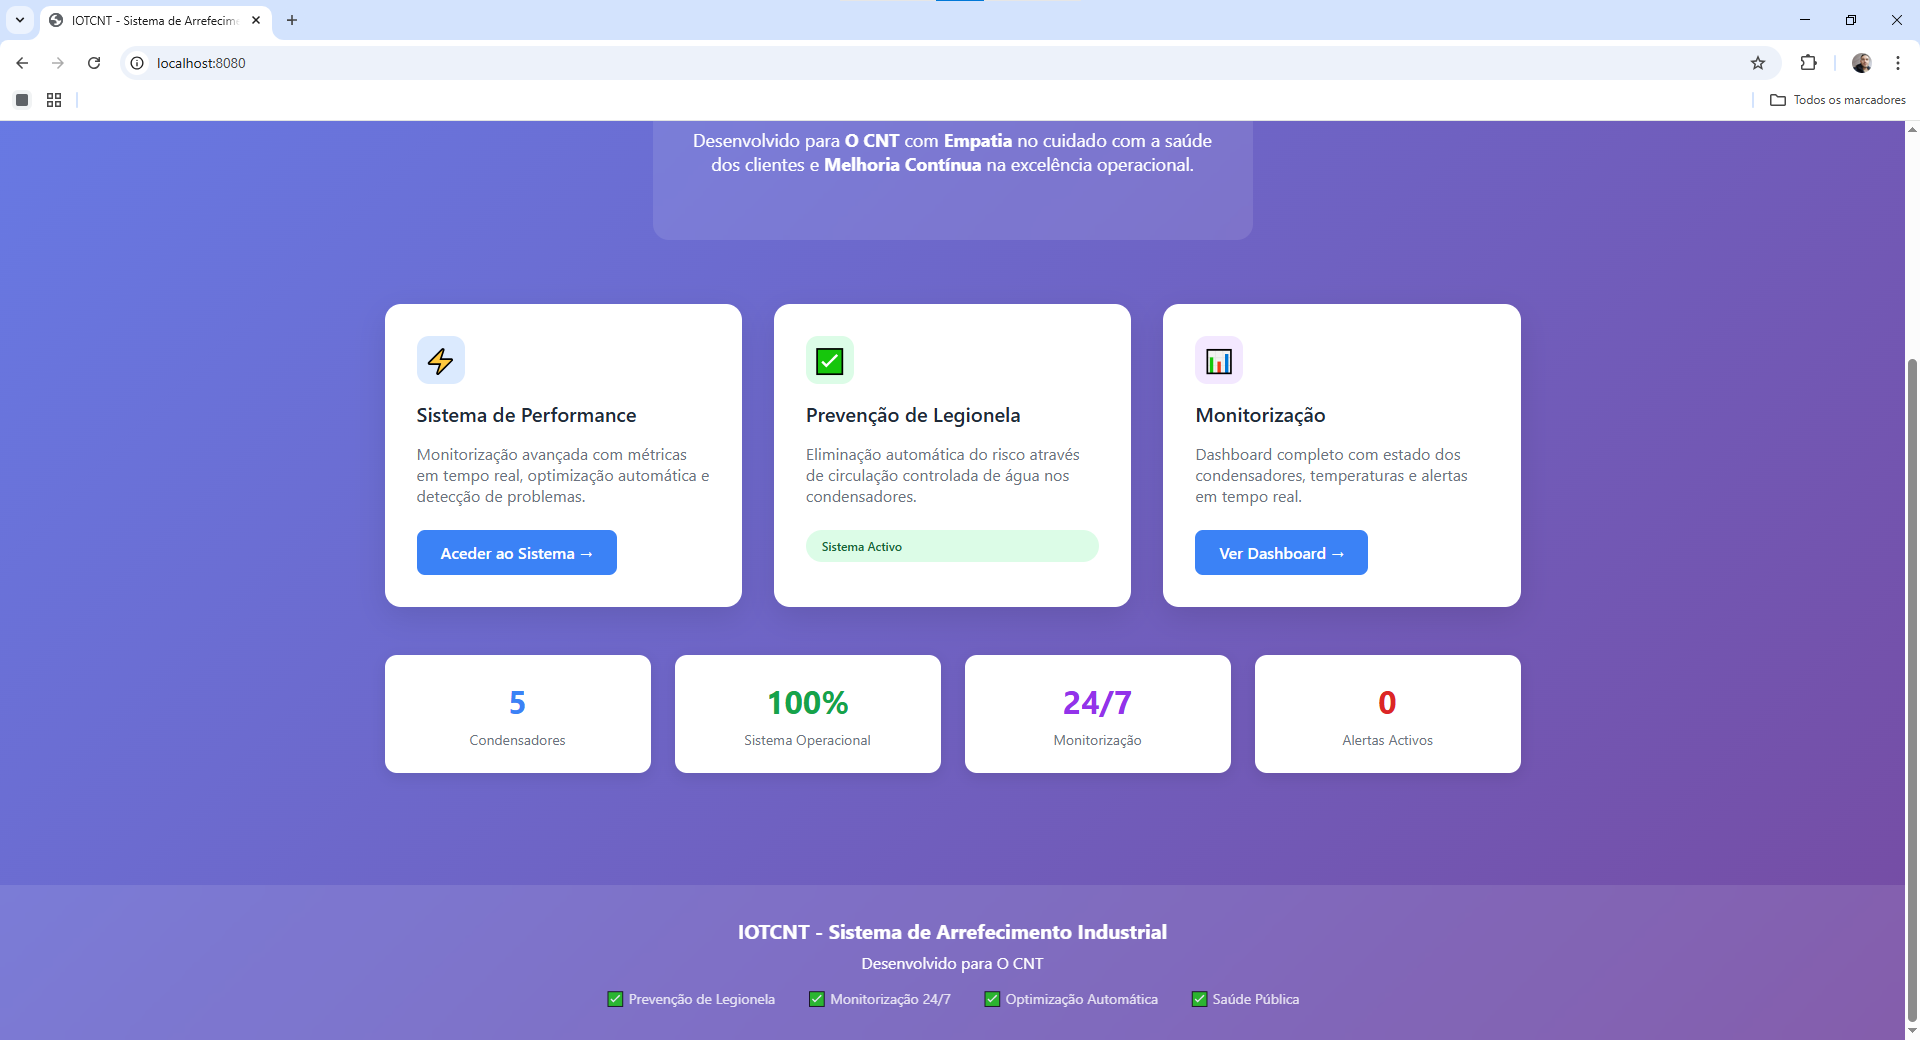 IOTCNT - Sistema de Arrefecim
localhost:8080
Todos os marcadores
Desenvolvido para O CNT com Empatia no cuidado com a saúde
dos clientes e Melhoria Contínua na excelência operacional.
Sistema de Performance
Monitorização avançada com métricas
em tempo real, optimização automática e
detecção de problemas.
Aceder ao Sistema →
Prevenção de Legionela
Eliminação automática do risco através
de circulação controlada de água nos
condensadores.
Sistema Activo
Monitorização
Dashboard completo com estado dos
condensadores, temperaturas e alertas
em tempo real.
Ver Dashboard →
5
Condensadores
100%
Sistema Operacional
24/7
Monitorização
0
Alertas Activos
IOTCNT - Sistema de Arrefecimento Industrial
Desenvolvido para O CNT
✅ Prevenção de Legionela
✅ Monitorização 24/7
✅ Optimização Automática
✅ Saúde Pública